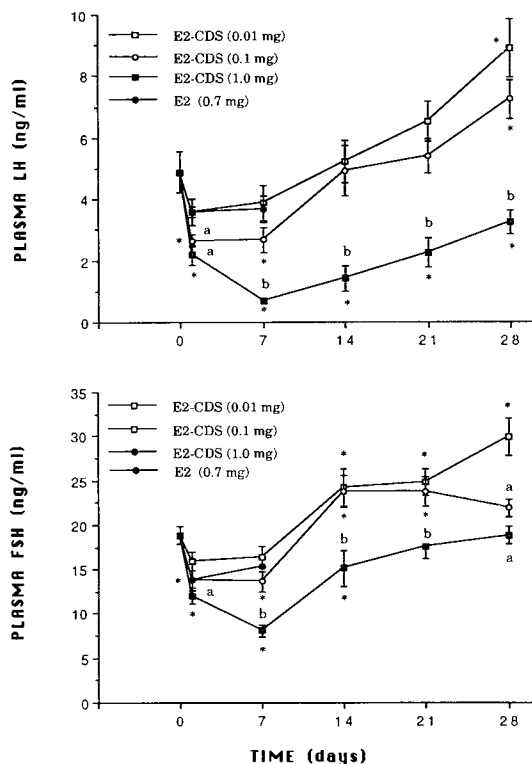 10
8
6
4
2
0
PLASMA LH (ng/ml)
E2-CDS (0.01 mg)
E2-CDS (0.1 mg)
E2-CDS (1.0 mg)
E2 (0.7 mg)
*
*
a
a
*
*
b
*
b
*
b
*
*
*
b
*
0
7
14
21
28
35
30
25
20
15
10
5
0
PLASMA FSH (ng/ml)
E2-CDS (0.01 mg)
E2-CDS (0.1 mg)
E2-CDS (1.0 mg)
E2 (0.7 mg)
*
a
*
*
b
*
*
*
b
*
*
*
b
*
a
a
0
7
14
21
28
TIME (days)